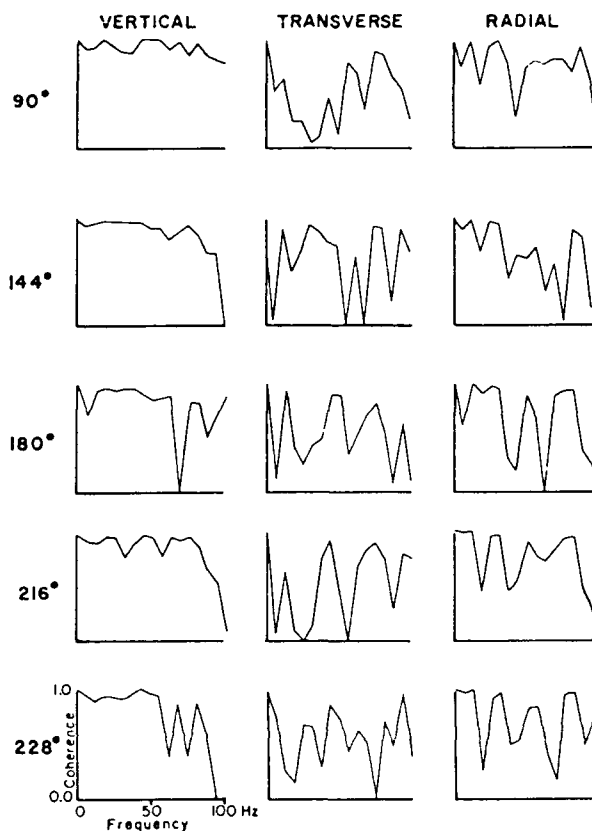 VERTICAL TRANSVERSE RADIAL
90°
144°
180°
216°
228°
1.0
Coherence
0.0
0 50 100 Hz
Frequency